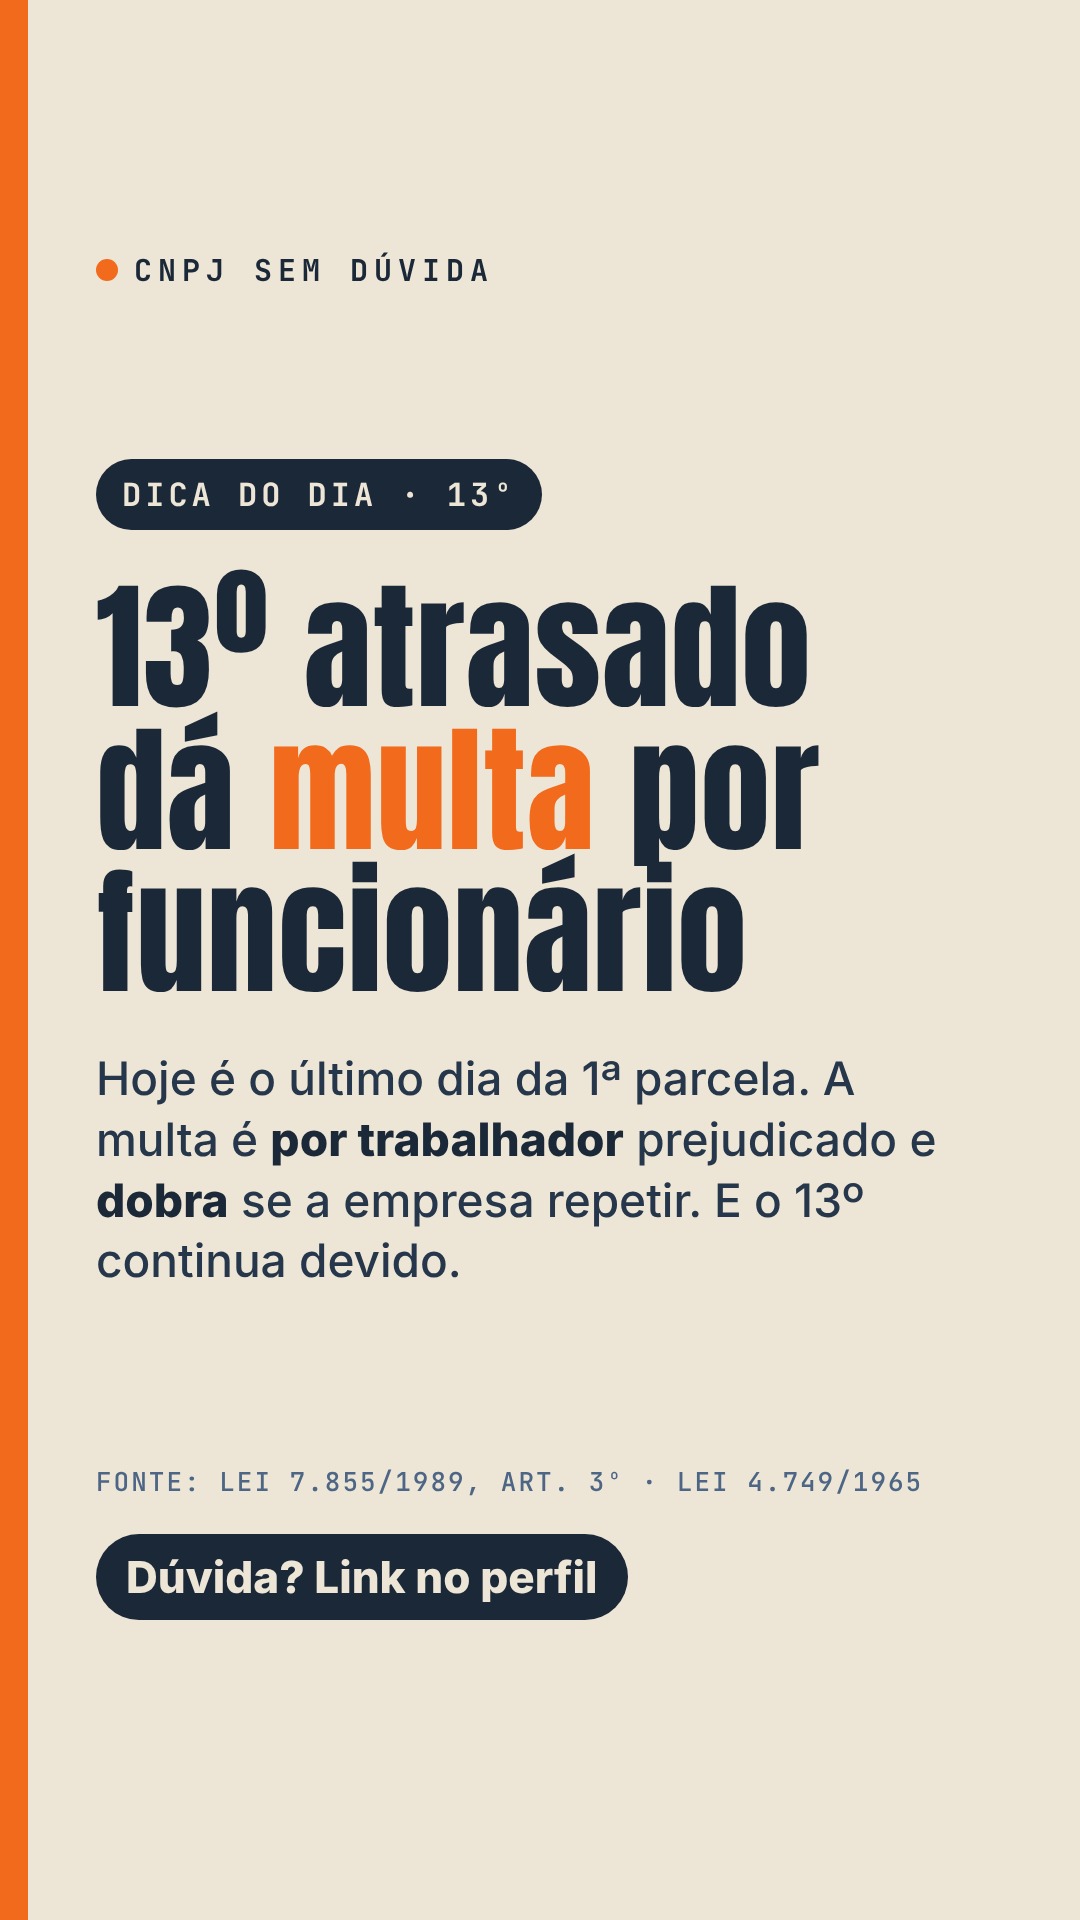 CNPJ SEM DÚVIDA
DICA DO DIA · 13º
13º atrasado
dá multa por
funcionário
Hoje é o último dia da 1ª parcela. A
multa é por trabalhador prejudicado e
dobra se a empresa repetir. E o 13º
continua devido.
FONTE: LEI 7.855/1989, ART. 3º · LEI 4.749/1965
Dúvida? Link no perfil